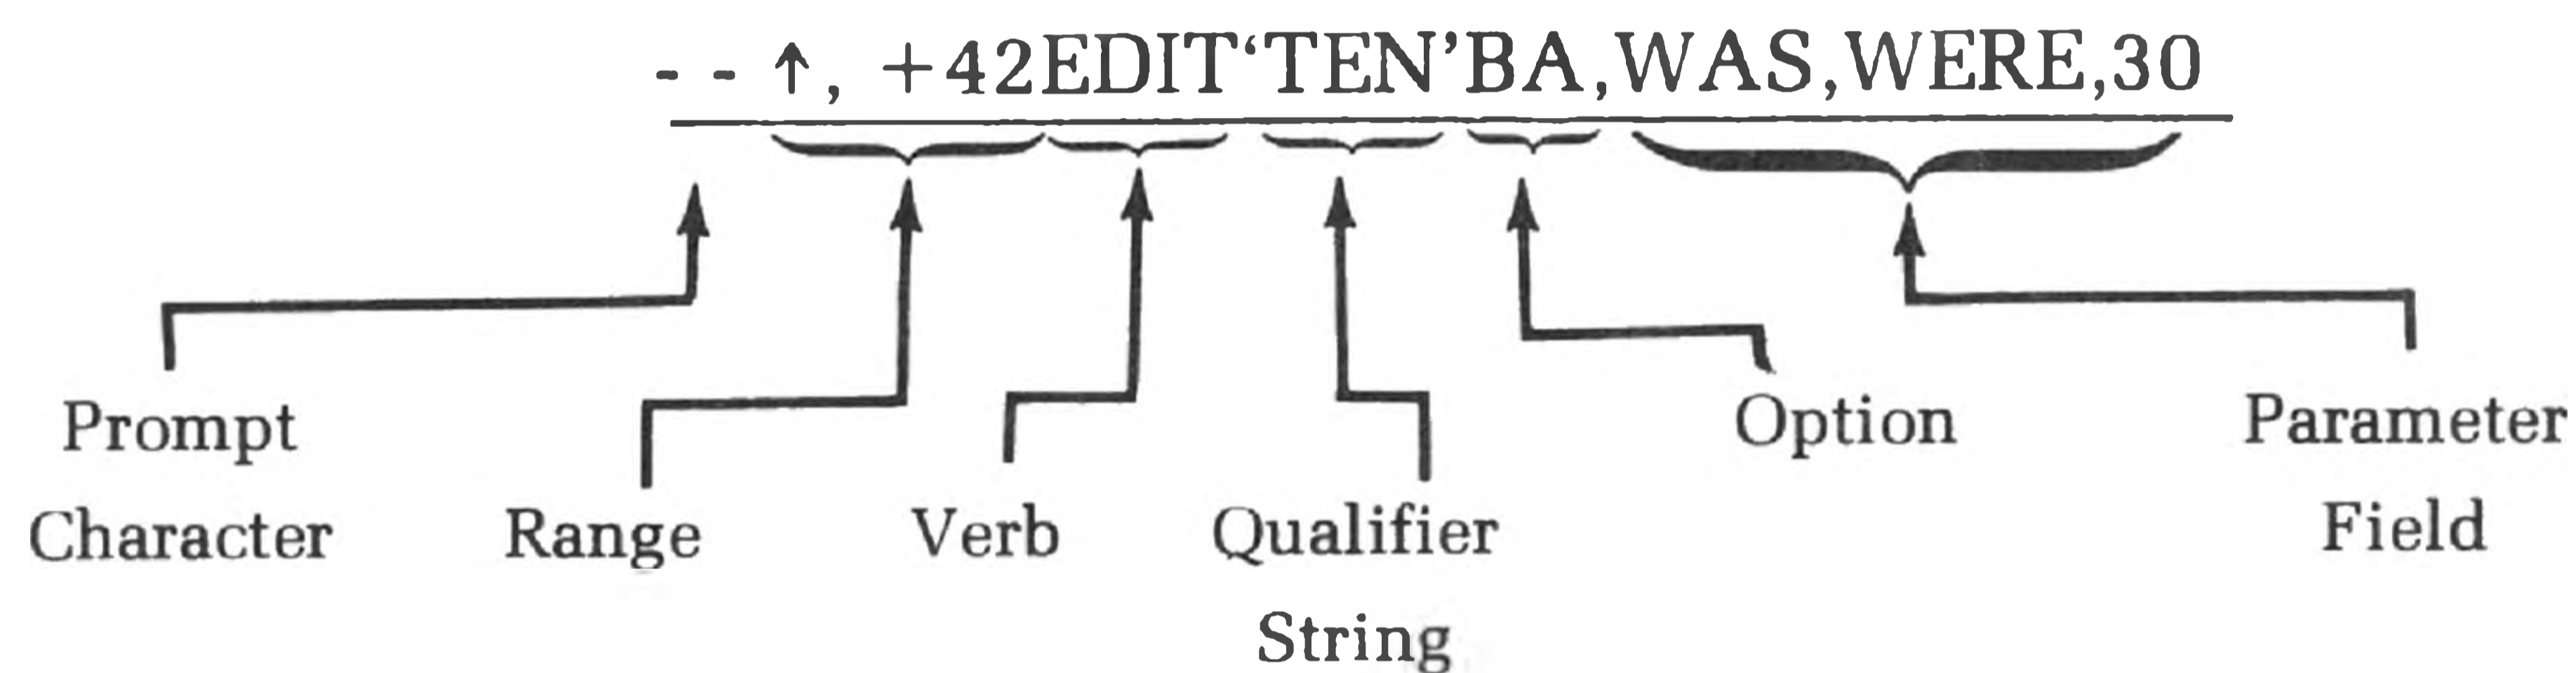 - - ↑, +42EDIT‘TEN’BA,WAS,WERE,30
Prompt Character
Range
Verb
Qualifier String
Option
Parameter Field